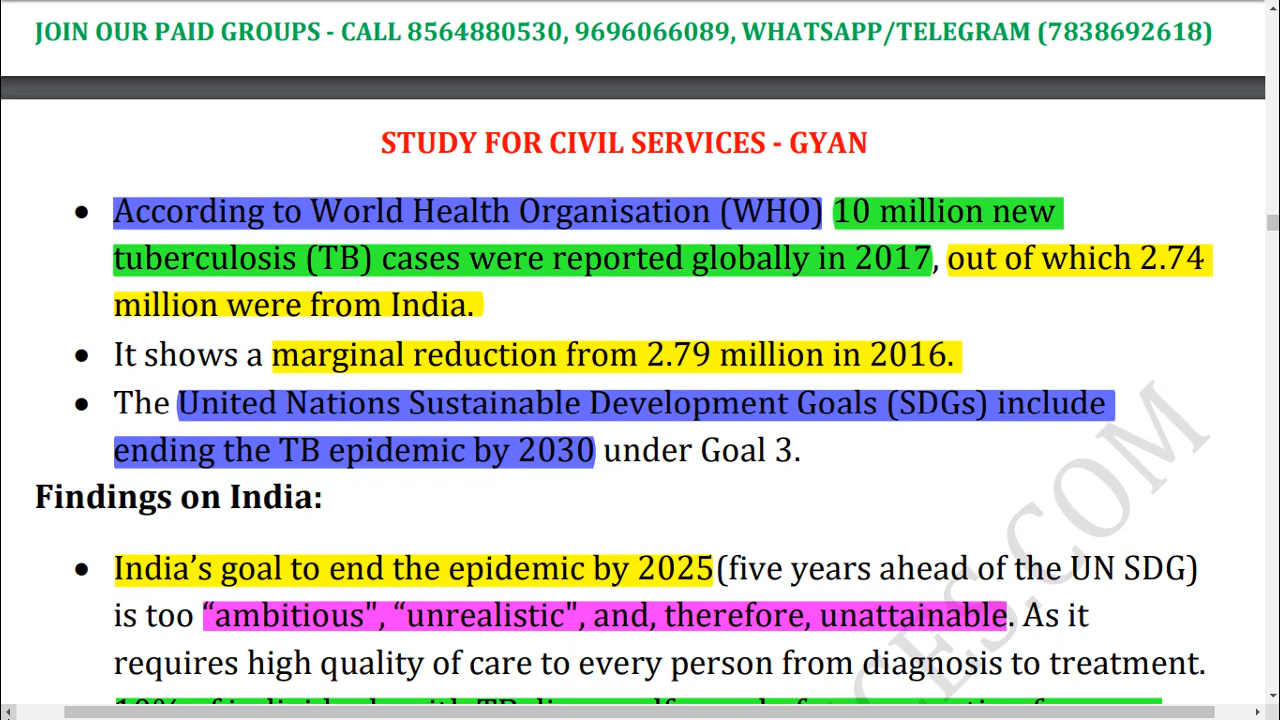 JOIN OUR PAID GROUPS - CALL 8564880530, 9696066089, WHATSAPP/TELEGRAM (7838692618)
STUDY FOR CIVIL SERVICES - GYAN
• According to World Health Organisation (WHO) 10 million new
tuberculosis (TB) cases were reported globally in 2017, out of which 2.74
million were from India.
• It shows a marginal reduction from 2.79 million in 2016.
• The United Nations Sustainable Development Goals (SDGs) include
ending the TB epidemic by 2030 under Goal 3.
Findings on India:
• India’s goal to end the epidemic by 2025(five years ahead of the UN SDG)
is too “ambitious", “unrealistic", and, therefore, unattainable. As it
requires high quality of care to every person from diagnosis to treatment.
CES.COM